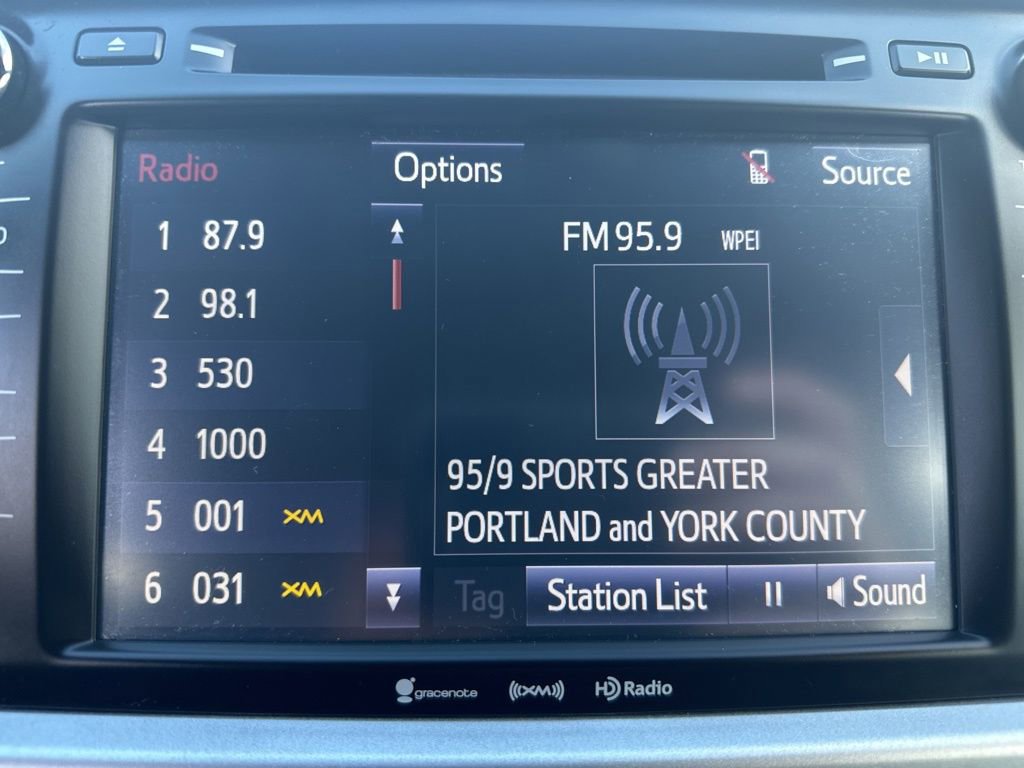 Radio
Options
Source
1 87.9
2 98.1
3 530
4 1000
5 001 XM
6 031 XM
FM 95.9 WPEI
95/9 SPORTS GREATER
PORTLAND and YORK COUNTY
Tag
Station List
Sound
gracenote
((XM))
HD Radio